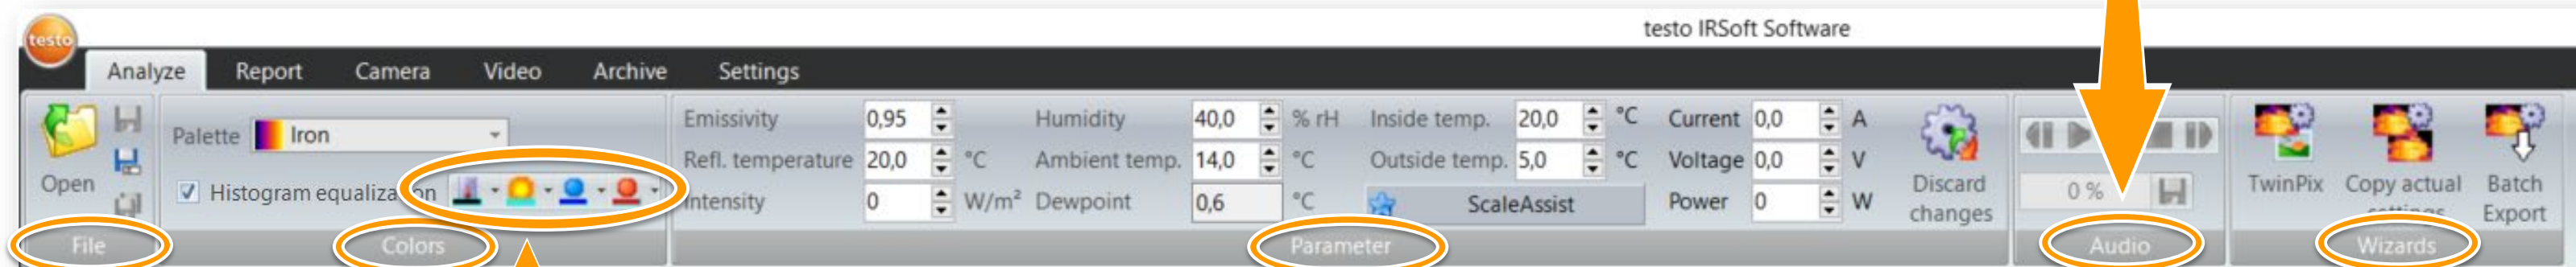 testo IRSoft Software
testo
Analyze Report Camera Video Archive Settings
Open
File
Palette Iron
Histogram equalization
Colors
Emissivity 0,95 Humidity 40,0 % rH Inside temp. 20,0 °C Current 0,0 A
Refl. temperature 20,0 °C Ambient temp. 14,0 °C Outside temp. 5,0 °C Voltage 0,0 V
Intensity 0 W/m² Dewpoint 0,6 °C ScaleAssist Power 0 W
Discard
changes
Parameter
0 %
Audio
TwinPix
Copy actual
settings
Batch
Export
Wizards